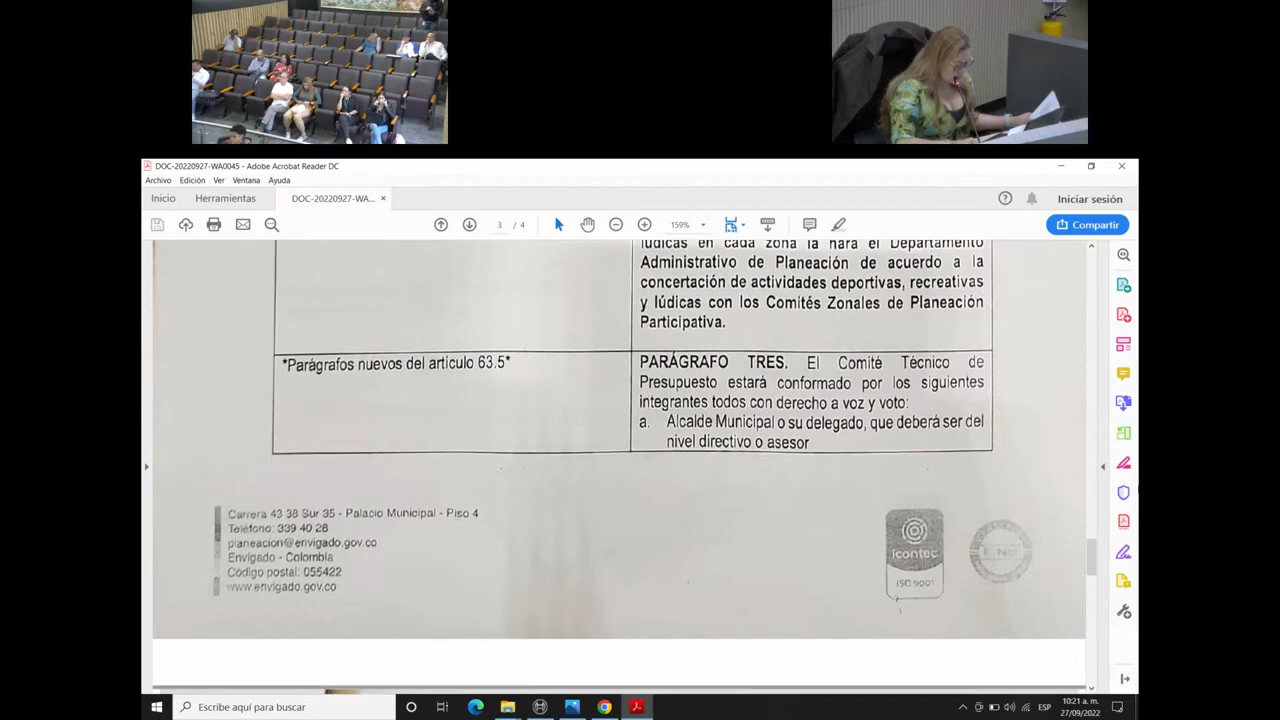 DOC-20220927-WA0045 - Adobe Acrobat Reader DC
Archivo Edición Ver Ventana Ayuda
Inicio Herramientas DOC-20220927-WA... × Iniciar sesión
3 / 4 159% Compartir
lúdicas en cada zona la hará el Departamento
Administrativo de Planeación de acuerdo a la
concertación de actividades deportivas, recreativas
y lúdicas con los Comités Zonales de Planeación
Participativa.
*Parágrafos nuevos del artículo 63.5*
PARÁGRAFO TRES. El Comité Técnico de
Presupuesto estará conformado por los siguientes
integrantes todos con derecho a voz y voto:
a. Alcalde Municipal o su delegado, que deberá ser del
nivel directivo o asesor
Carrera 43 38 Sur 35 - Palacio Municipal - Piso 4
Teléfono: 339 40 28
planeacion@envigado.gov.co
Envigado - Colombia
Código postal: 055422
www.envigado.gov.co
icontec
ISO 9001
Escribe aquí para buscar
ESP
10:21 a. m.
27/09/2022